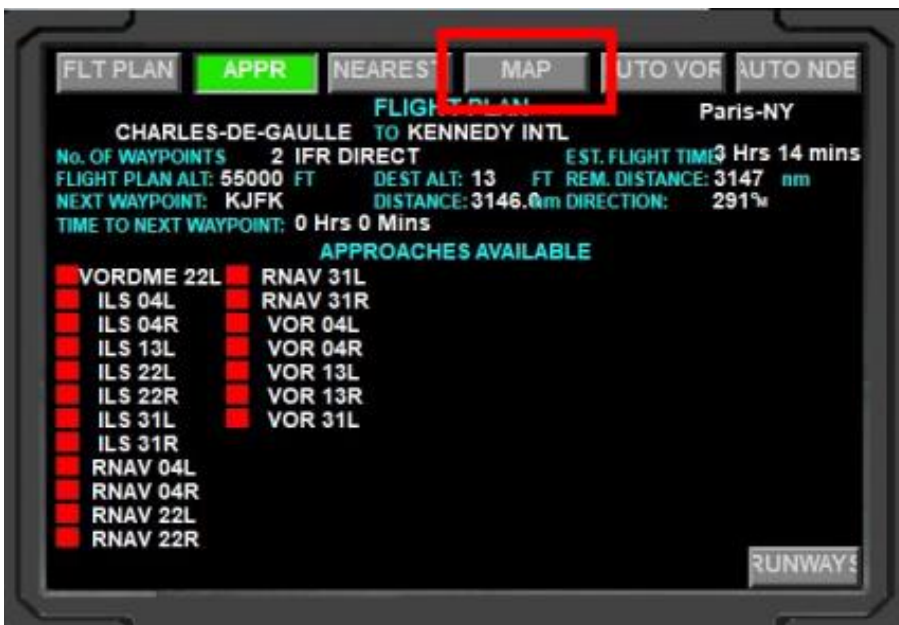 FLT PLAN APPR NEAREST MAP UTO VOR AUTO NDE
FLIGHT PLAN Paris-NY
CHARLES-DE-GAULLE TO KENNEDY INTL
No. OF WAYPOINTS 2 IFR DIRECT EST. FLIGHT TIME 3 Hrs 14 mins
FLIGHT PLAN ALT: 55000 FT DEST ALT: 13 FT REM. DISTANCE: 3147 nm
NEXT WAYPOINT: KJFK DISTANCE: 3146. nm DIRECTION: 291°M
TIME TO NEXT WAYPOINT: 0 Hrs 0 Mins
APPROACHES AVAILABLE
VORDME 22L RNAV 31L
ILS 04L RNAV 31R
ILS 04R VOR 04L
ILS 13L VOR 04R
ILS 22L VOR 13L
ILS 22R VOR 13R
ILS 31L VOR 31L
ILS 31R
RNAV 04L
RNAV 04R
RNAV 22L
RNAV 22R
RUNWAYS